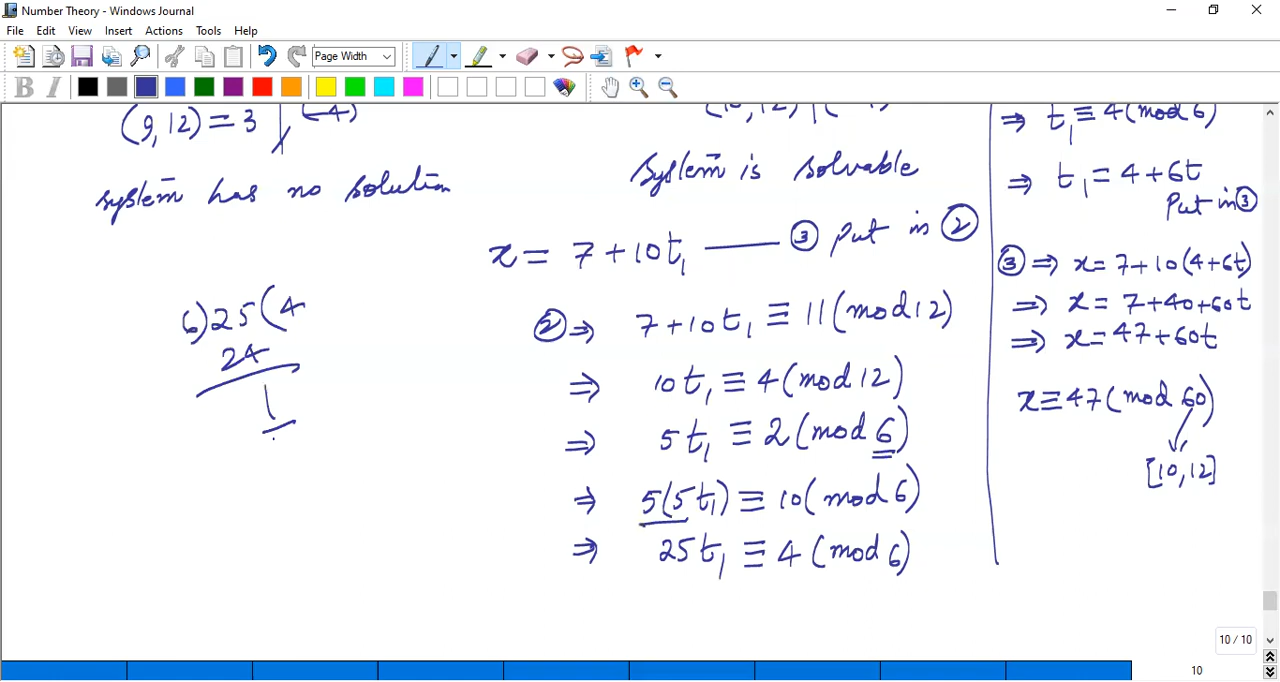 Number Theory - Windows Journal
File Edit View Insert Actions Tools Help
Page Width
B I
(9, 12) = 3 ∤ (-4)
system has no solution
6)25(4
24
1
system is solvable
x = 7 + 10t₁ —— ③ put in ②
② ⇒ 7 + 10t₁ ≡ 11 (mod 12)
⇒ 10t₁ ≡ 4 (mod 12)
⇒ 5t₁ ≡ 2 (mod 6)
⇒ 5(5t₁) ≡ 10 (mod 6)
⇒ 25t₁ ≡ 4 (mod 6)
⇒ t₁ ≡ 4 (mod 6)
⇒ t₁ = 4 + 6t
Put in ③
③ ⇒ x = 7 + 10(4 + 6t)
⇒ x = 7 + 40 + 60t
⇒ x = 47 + 60t
x ≡ 47 (mod 60)
[10, 12]
10 / 10
10